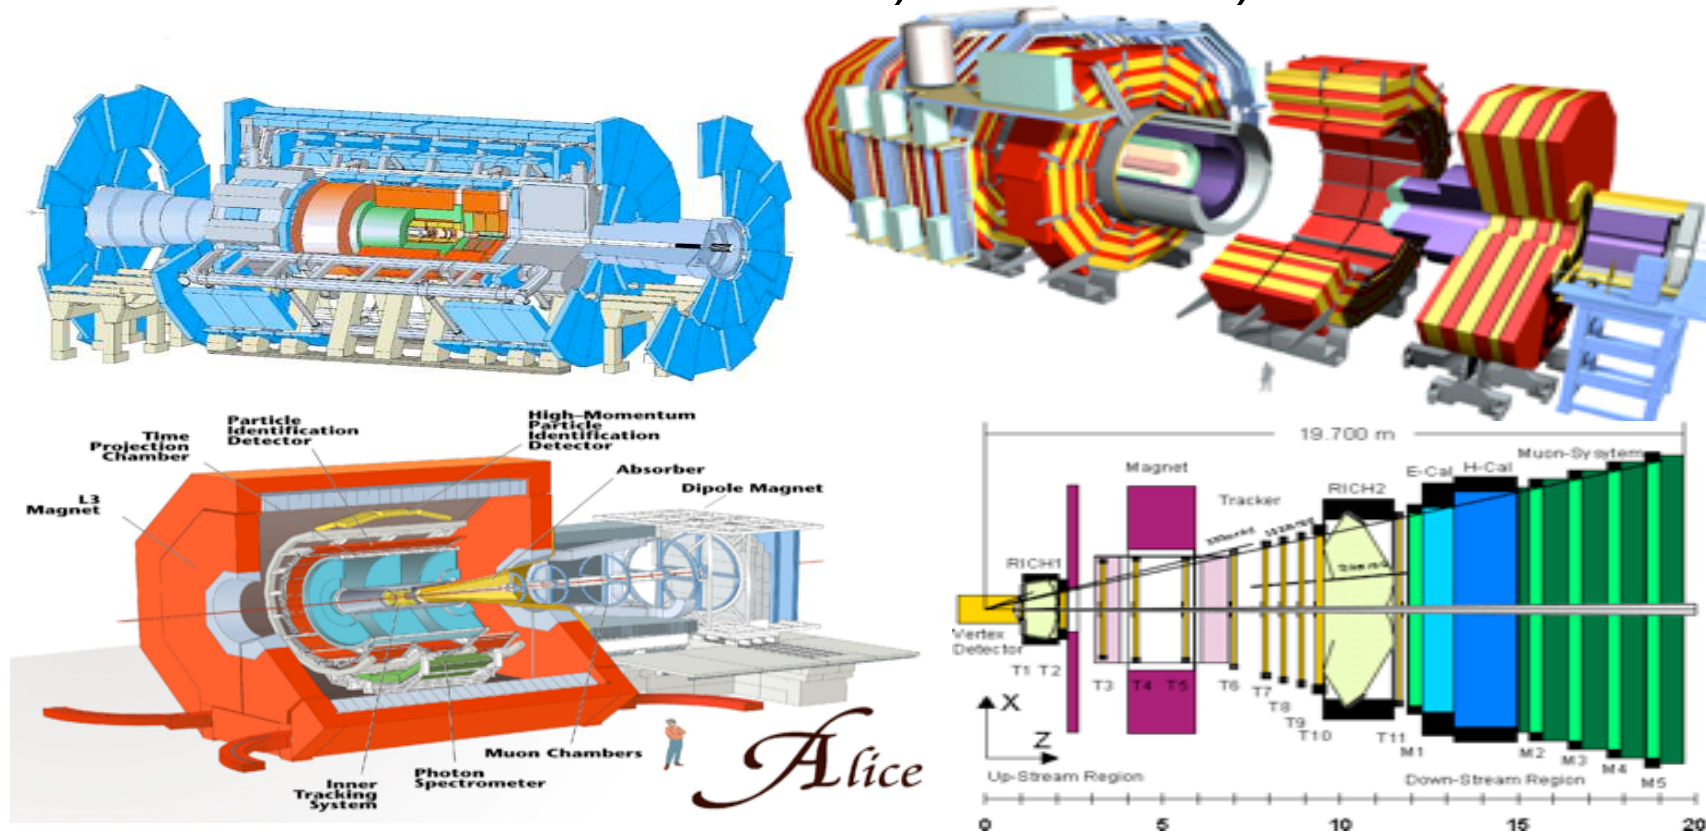 Particle
Identification
Detector
High-Momentum
Particle
Identification
Detector
Time
Projection
Chamber
Absorber
L3
Magnet
Dipole Magnet
Muon Chambers
Photon
Spectrometer
Inner
Tracking
System
Alice
19.700 m
Muon-Sysytem
E-Cal H-Cal
Magnet
RICH2
Tracker
RICH1
Vertex
Detector
T1 T2
T3 T4 T5 T6 T7
T8
T9
T10
T11
M1
M2
M3
M4
M5
X
Z
Up-Stream Region
Down-Stream Region
0 5 10 15 20